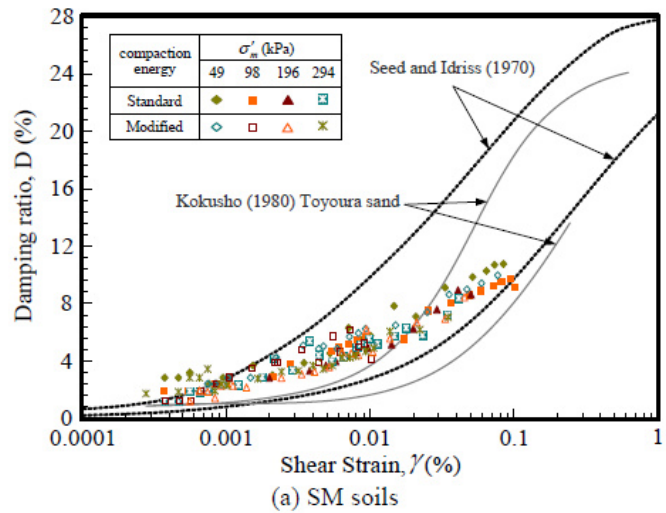 28
24
20
16
12
8
4
0
Damping ratio, D (%)
compaction energy σ'm (kPa)
49 98 196 294
Standard
Modified
Seed and Idriss (1970)
Kokusho (1980) Toyoura sand
0.0001 0.001 0.01 0.1 1
Shear Strain, γ (%)
(a) SM soils